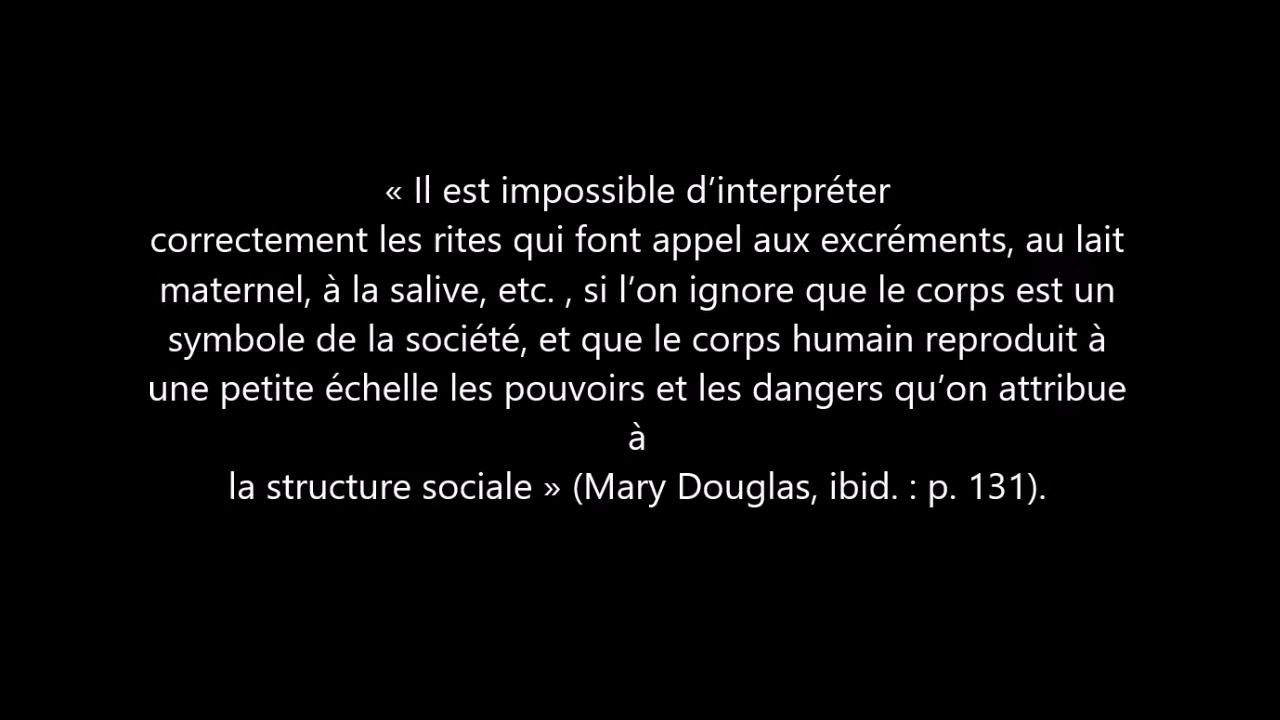 « Il est impossible d’interpréter
correctement les rites qui font appel aux excréments, au lait
maternel, à la salive, etc. , si l’on ignore que le corps est un
symbole de la société, et que le corps humain reproduit à
une petite échelle les pouvoirs et les dangers qu’on attribue
à
la structure sociale » (Mary Douglas, ibid. : p. 131).